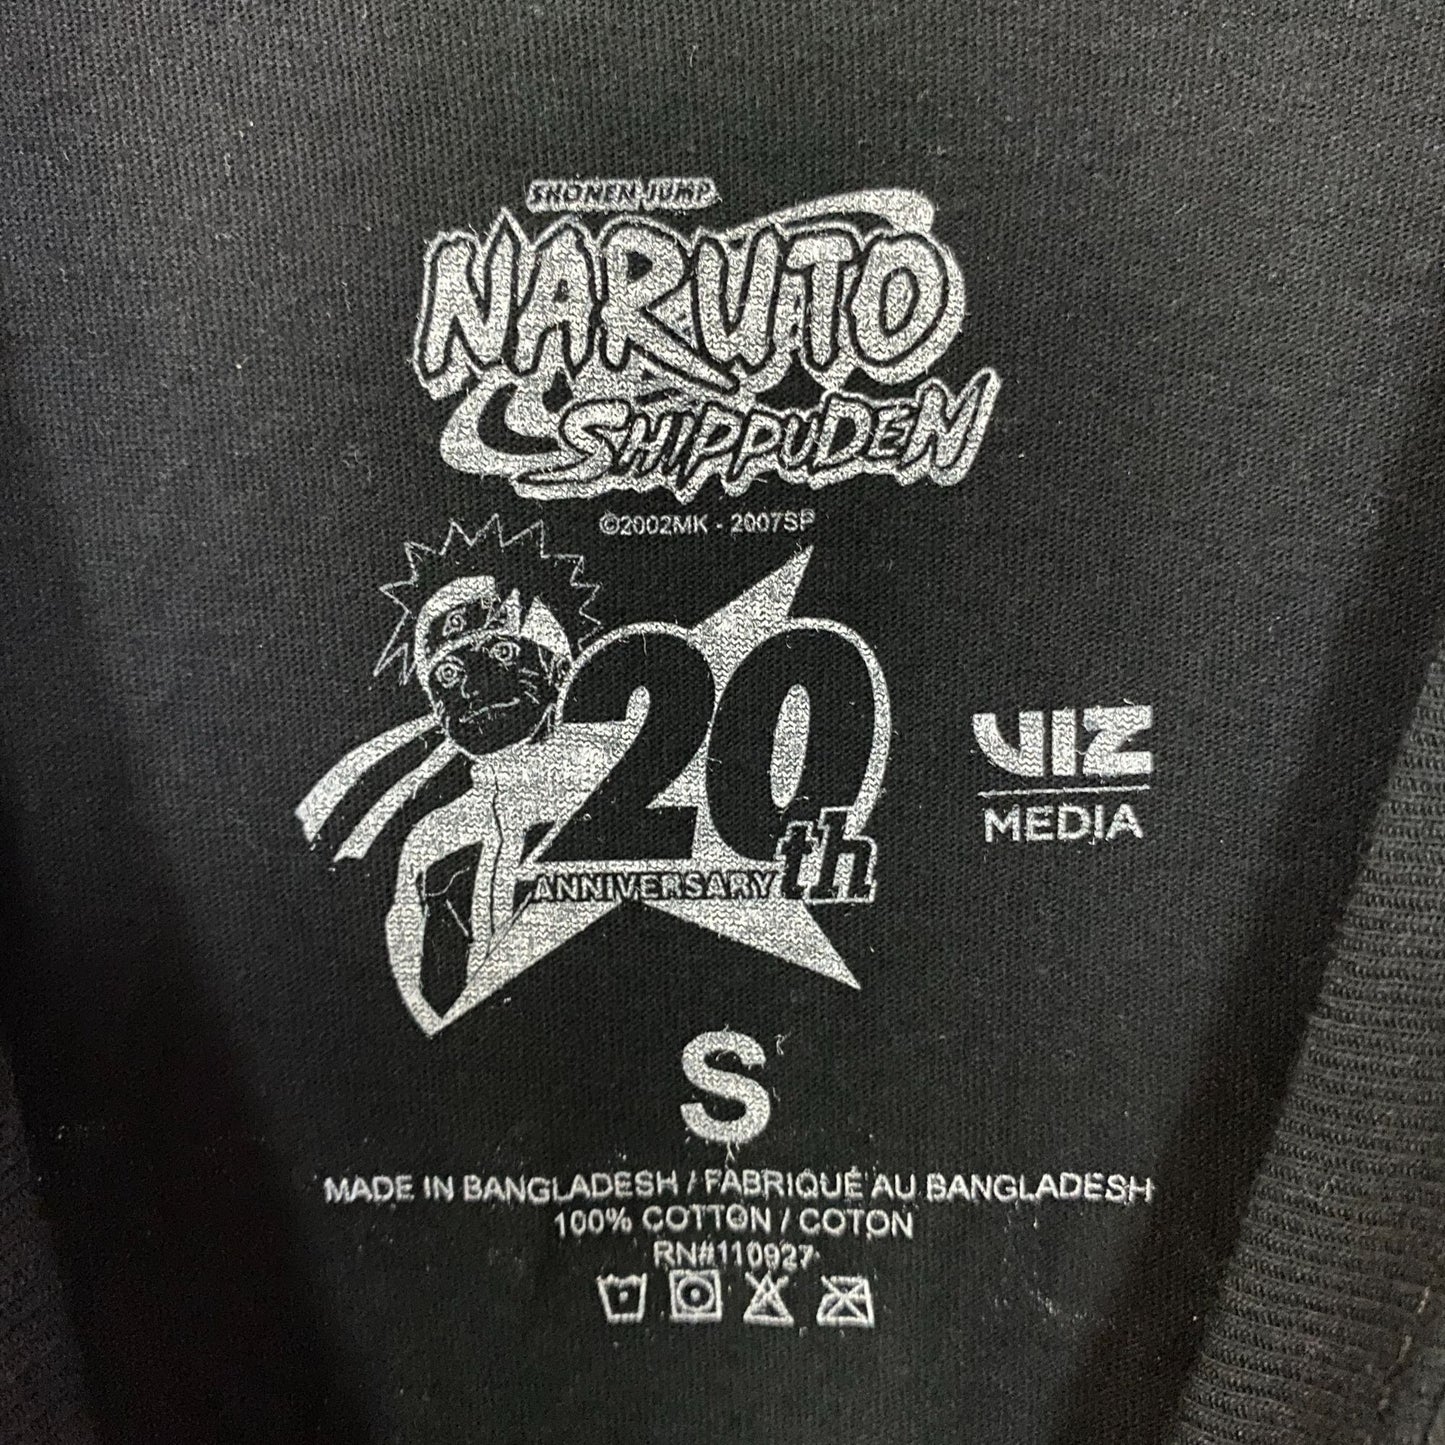 SHONEN JUMP
NARUTO
SHIPPUDEN
©2002MK - 2007SP
20th
ANNIVERSARY
VIZ
MEDIA
S
MADE IN BANGLADESH / FABRIQUÉ AU BANGLADESH
100% COTTON / COTON
RN#110927